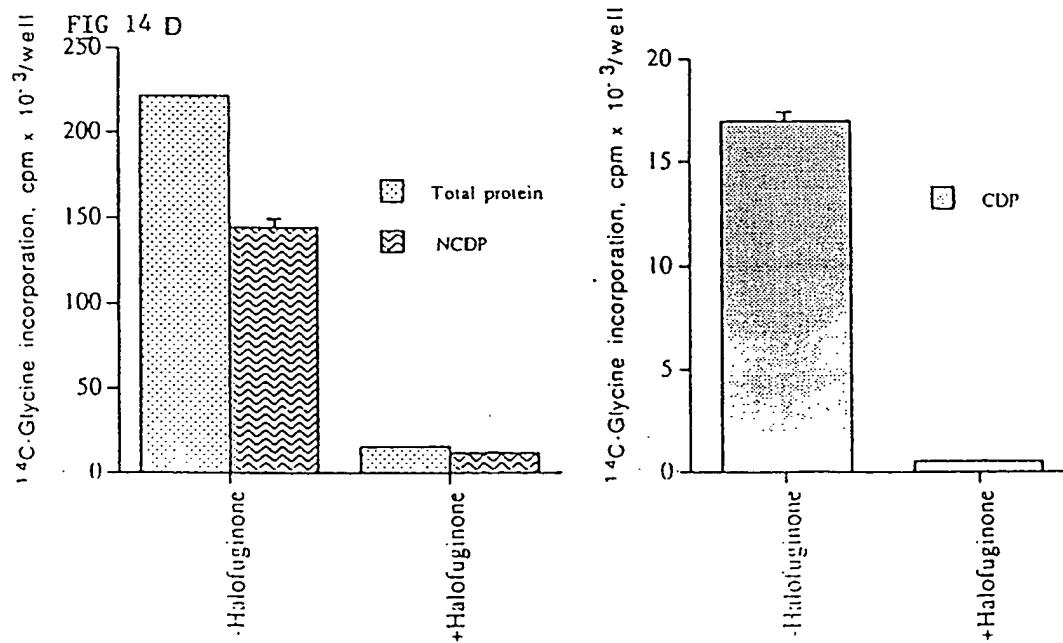 FIG 14 D
¹⁴C-Glycine incorporation, cpm x 10⁻³/well
250
200
150
100
50
0
Total protein
NCDP
-Halofuginone
+Halofuginone
¹⁴C-Glycine incorporation, cpm x 10⁻³/well
20
15
10
5
0
CDP
-Halofuginone
+Halofuginone